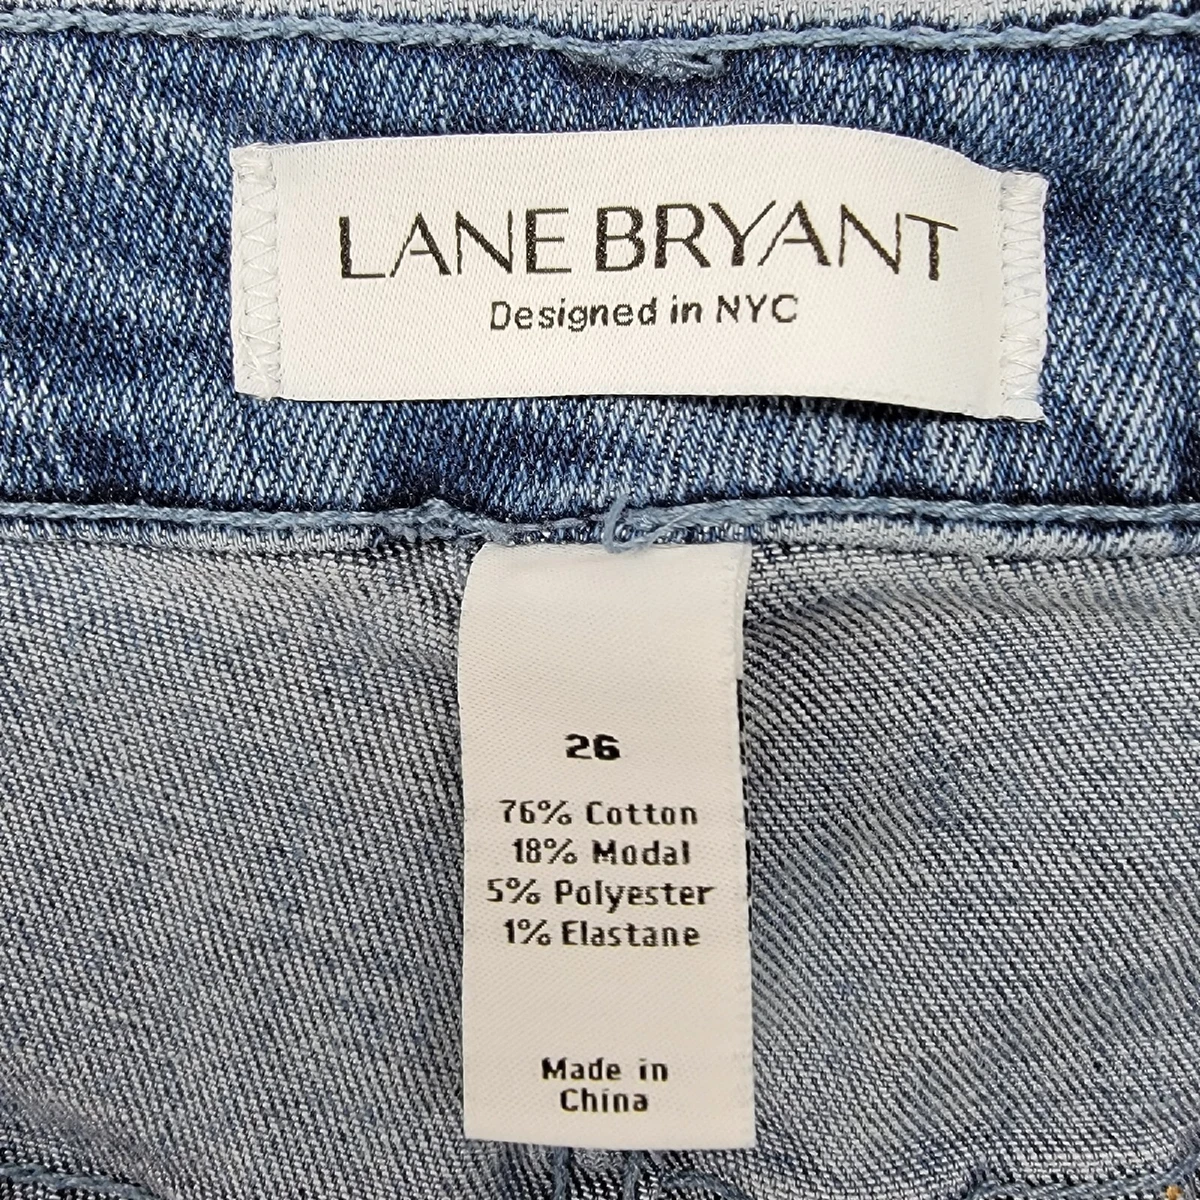 LANE BRYANT
Designed in NYC
26
76% Cotton
18% Modal
5% Polyester
1% Elastane
Made in
China